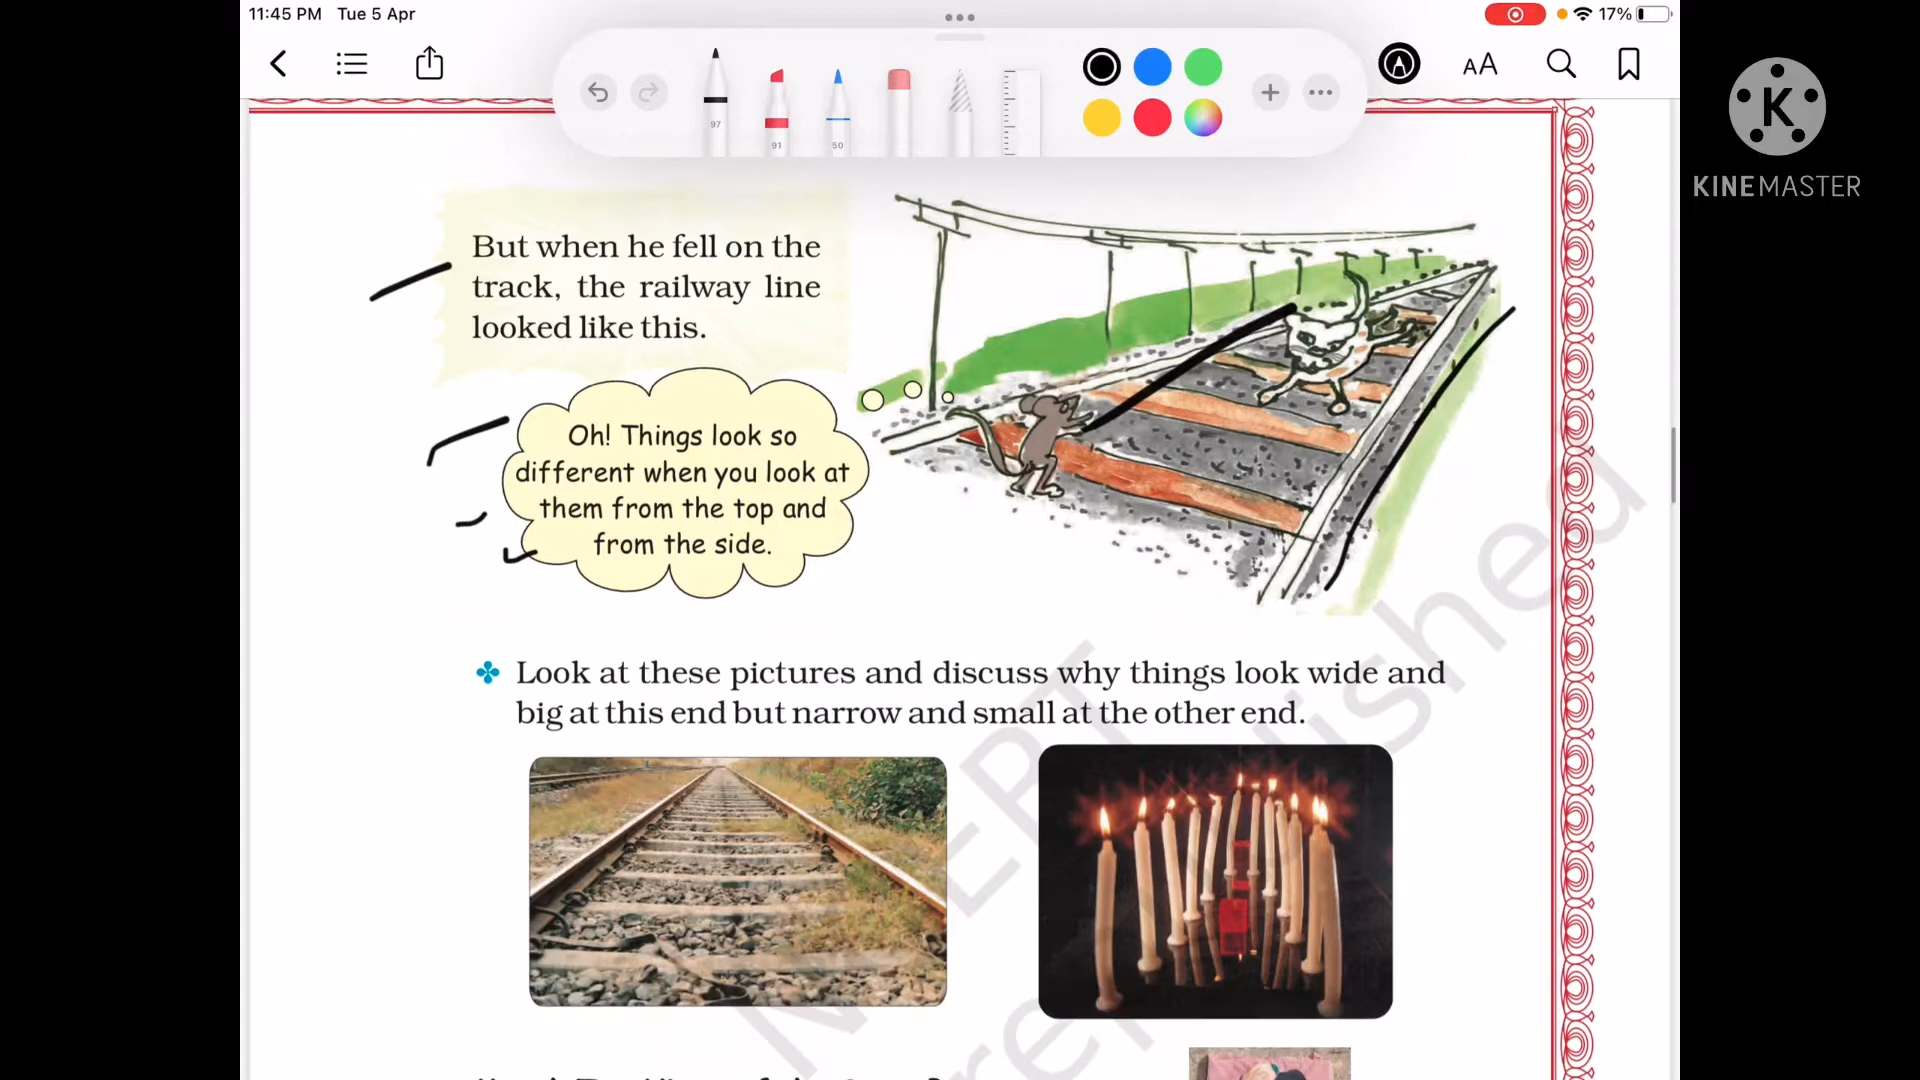 11:45 PM Tue 5 Apr
17%
97
91
50
AA
K
KINEMASTER
But when he fell on the
track, the railway line
looked like this.
Oh! Things look so
different when you look at
them from the top and
from the side.
Look at these pictures and discuss why things look wide and
big at this end but narrow and small at the other end.